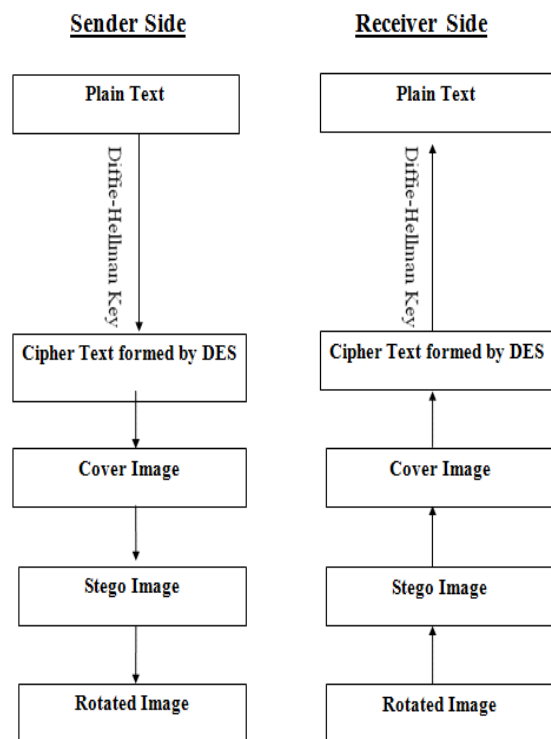 Sender Side
Plain Text
Diffie-Hellman Key
Cipher Text formed by DES
Cover Image
Stego Image
Rotated Image
Receiver Side
Plain Text
Diffie-Hellman Key
Cipher Text formed by DES
Cover Image
Stego Image
Rotated Image